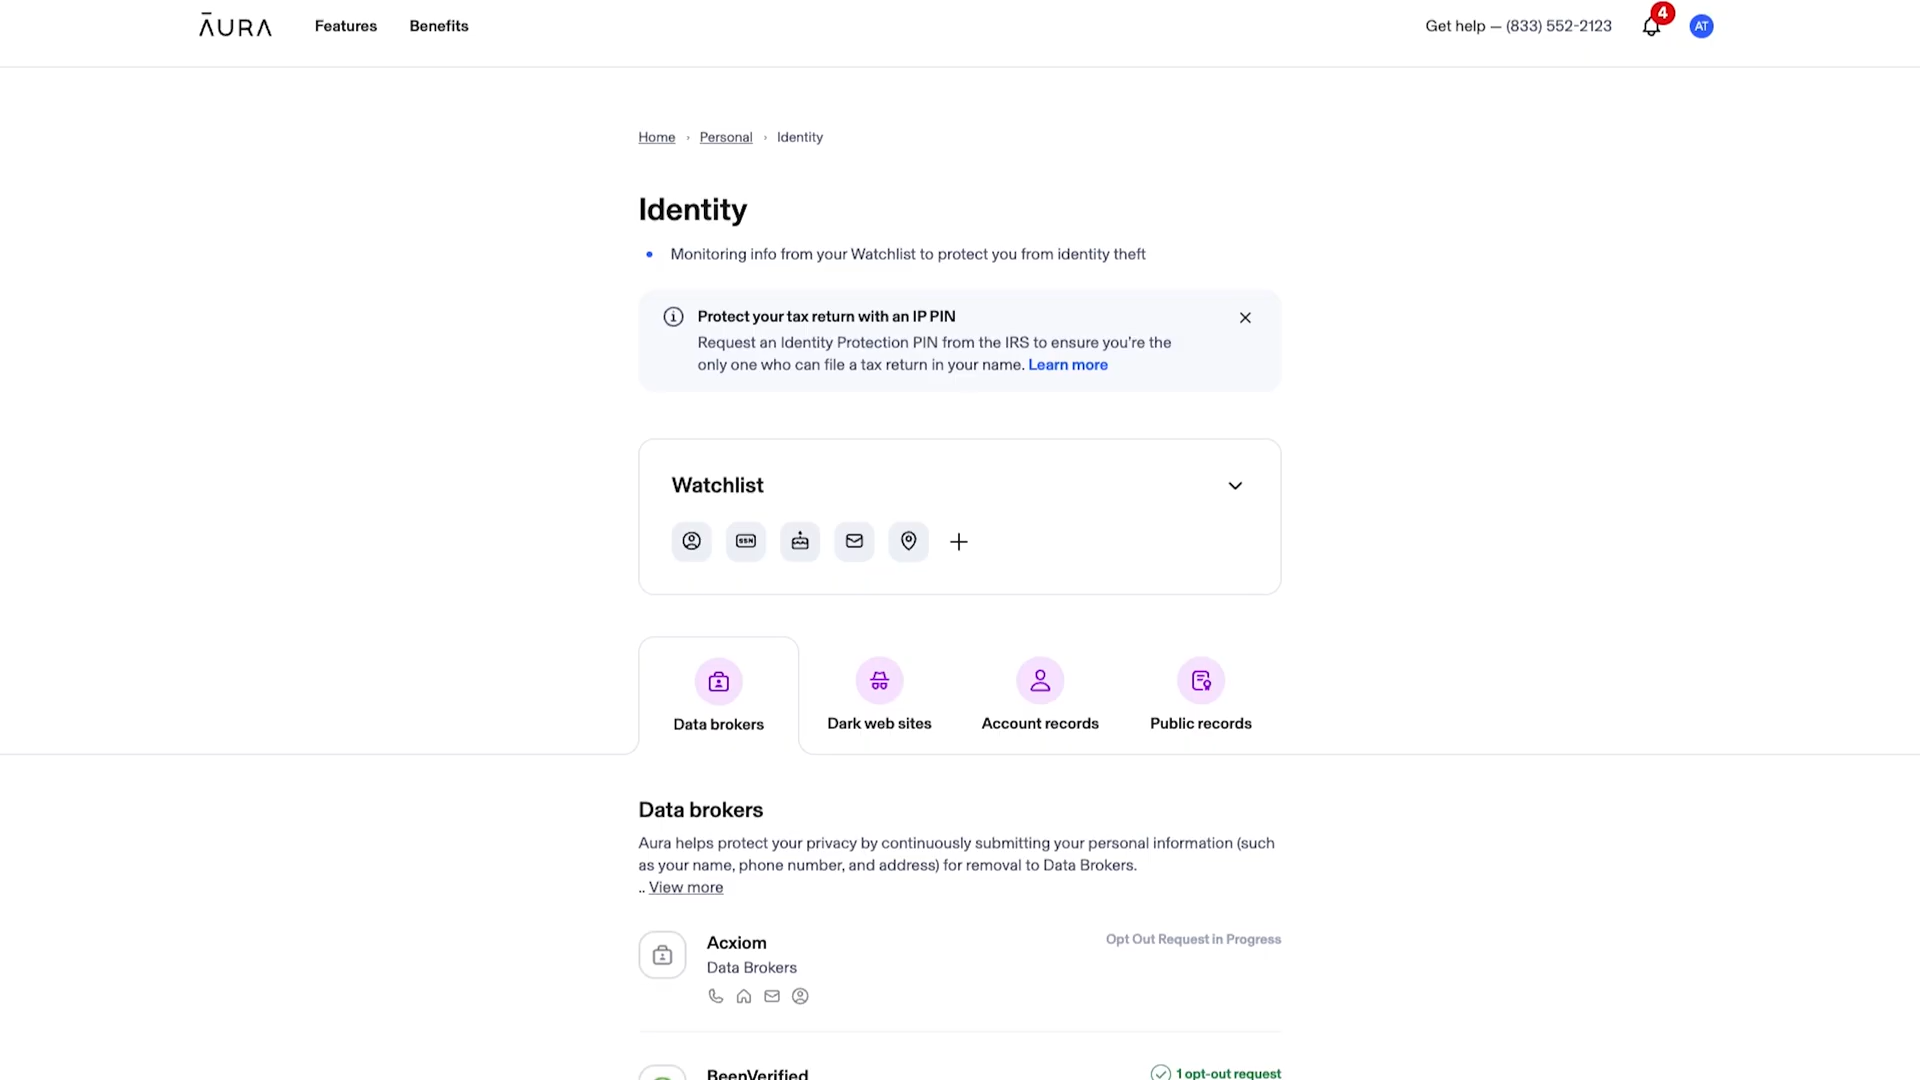 ĀURA Features Benefits Get help — (833) 552-2123 4 AT
Home › Personal › Identity
Identity
• Monitoring info from your Watchlist to protect you from identity theft
Protect your tax return with an IP PIN
Request an Identity Protection PIN from the IRS to ensure you're the
only one who can file a tax return in your name. Learn more
Watchlist
SSN
Data brokers Dark web sites Account records Public records
Data brokers
Aura helps protect your privacy by continuously submitting your personal information (such
as your name, phone number, and address) for removal to Data Brokers.
.. View more
Acxiom Opt Out Request in Progress
Data Brokers
BeenVerified 1 opt-out request